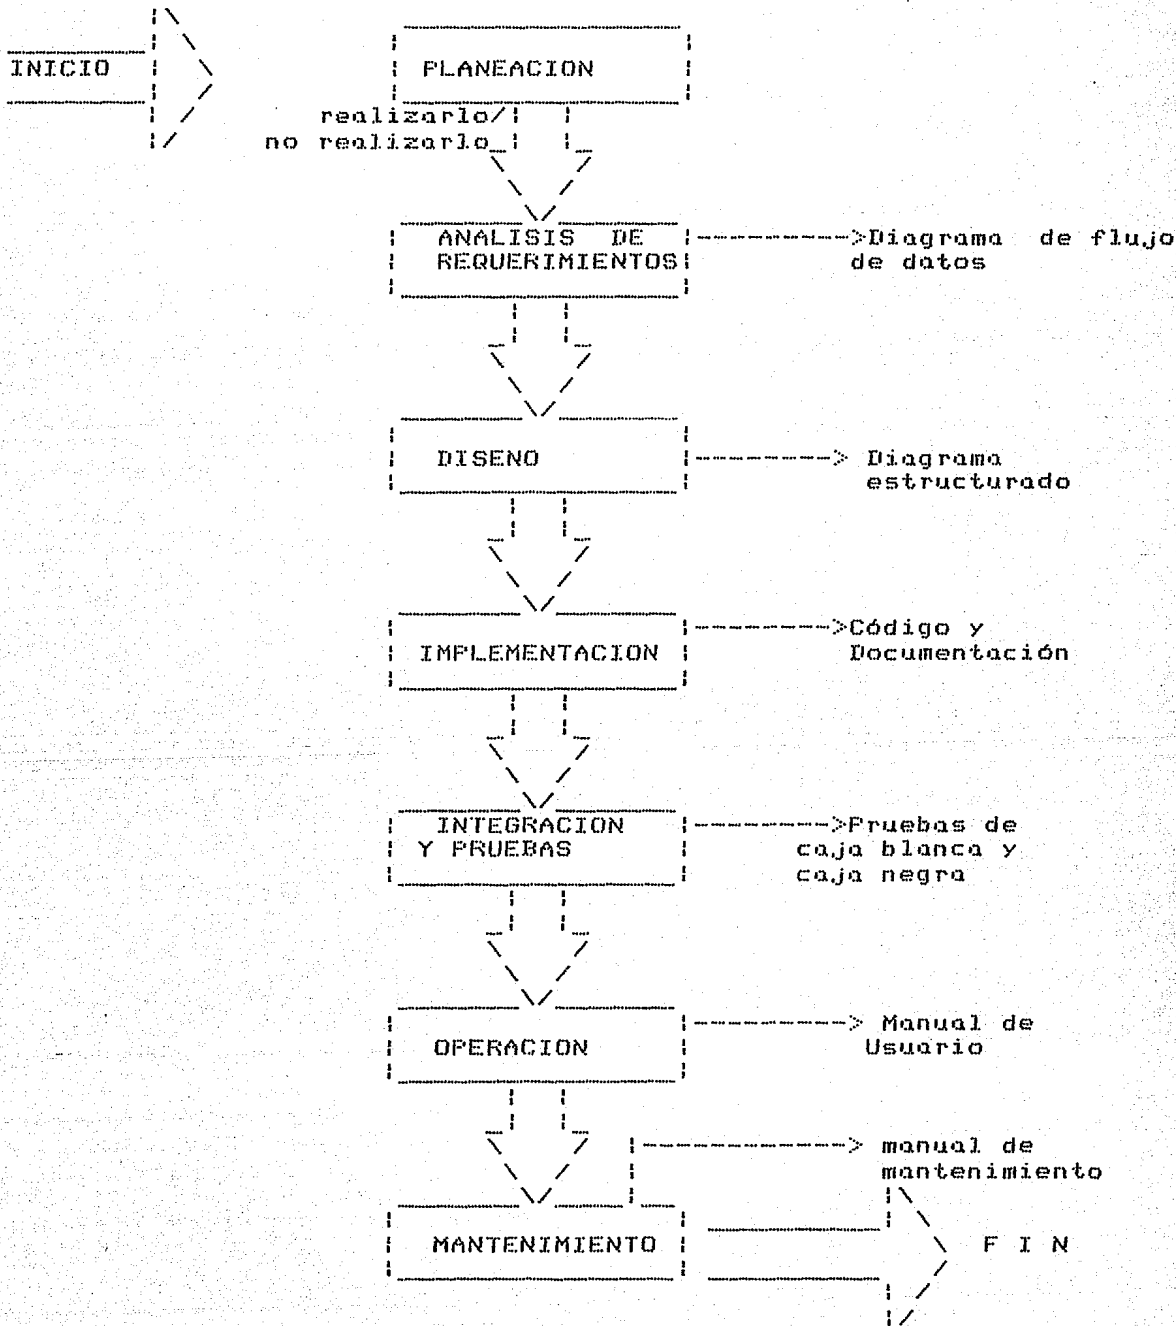 INICIO
PLANEACION
realizarlo/
no realizarlo
ANALISIS DE
REQUERIMIENTOS
Diagrama de flujo
de datos
DISENO
Diagrama
estructurado
IMPLEMENTACION
Código y
Documentación
INTEGRACION
Y PRUEBAS
Pruebas de
caja blanca y
caja negra
OPERACION
Manual de
Usuario
manual de
mantenimiento
MANTENIMIENTO
F I N